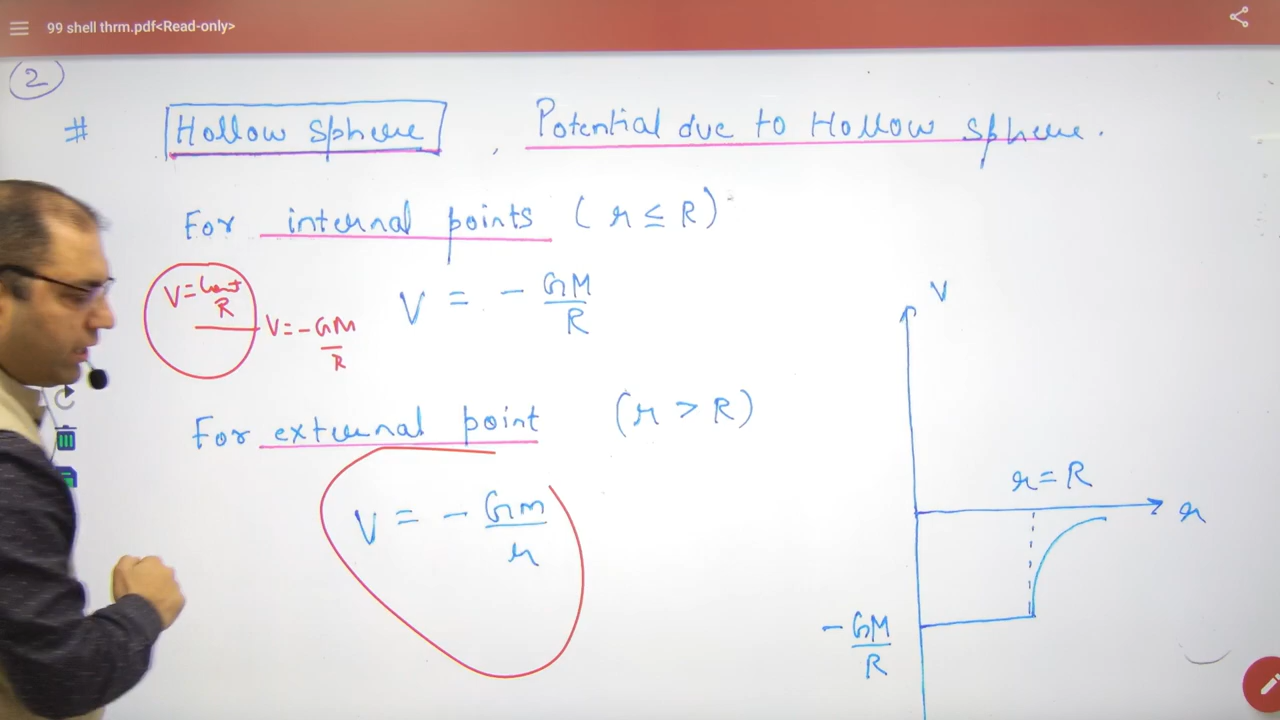 99 shell thrm.pdf<Read-only>
2
# Hollow sphere , Potential due to Hollow sphere.
For internal points ( r ≤ R )
V = Const
R
V = - GM
R
V = - GM
R
For external point ( r > R )
V = - Gm
r
V
r = R
r
- GM
R